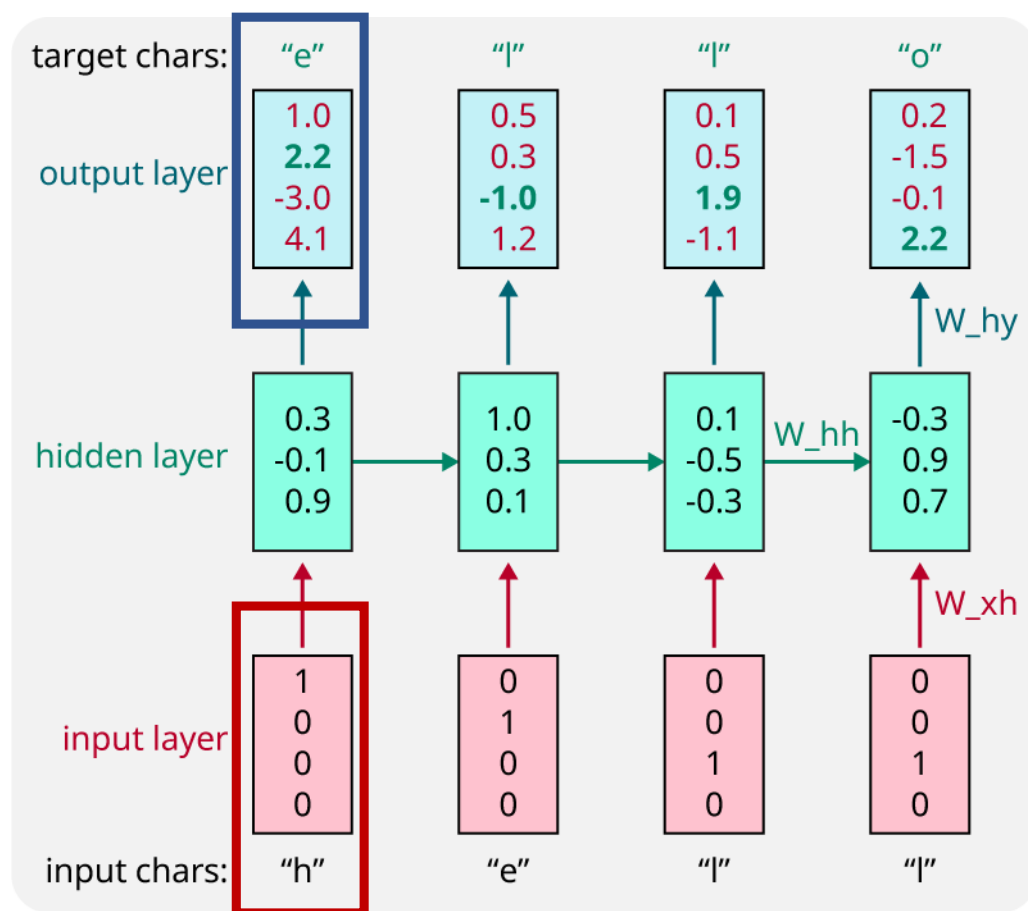 target chars: “e” “l” “l” “o”
1.0 0.5 0.1 0.2
2.2 0.3 0.5 -1.5
output layer
-3.0 -1.0 1.9 -0.1
4.1 1.2 -1.1 2.2
W_hy
0.3 1.0 0.1 -0.3
W_hh
hidden layer
-0.1 0.3 -0.5 0.9
0.9 0.1 -0.3 0.7
W_xh
1 0 0 0
0 1 0 0
input layer
0 0 1 1
0 0 0 0
input chars: “h” “e” “l” “l”